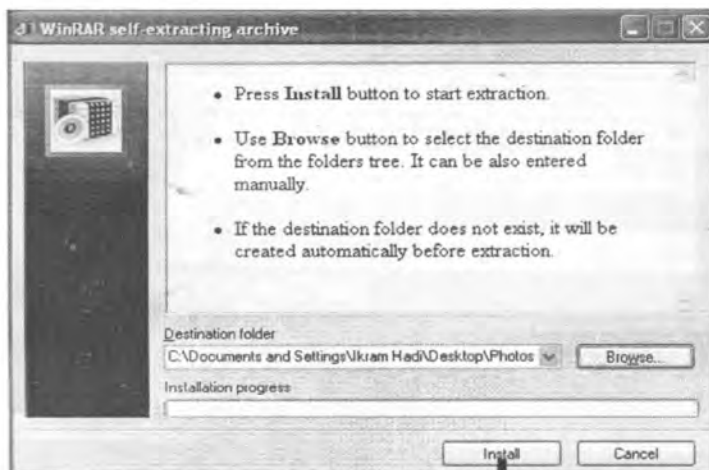 WinRAR self-extracting archive
• Press Install button to start extraction.
• Use Browse button to select the destination folder
from the folders tree. It can be also entered
manually.
• If the destination folder does not exist, it will be
created automatically before extraction.
Destination folder
C:\Documents and Settings\Ikram Hadi\Desktop\Photos
Browse...
Installation progress
Install
Cancel